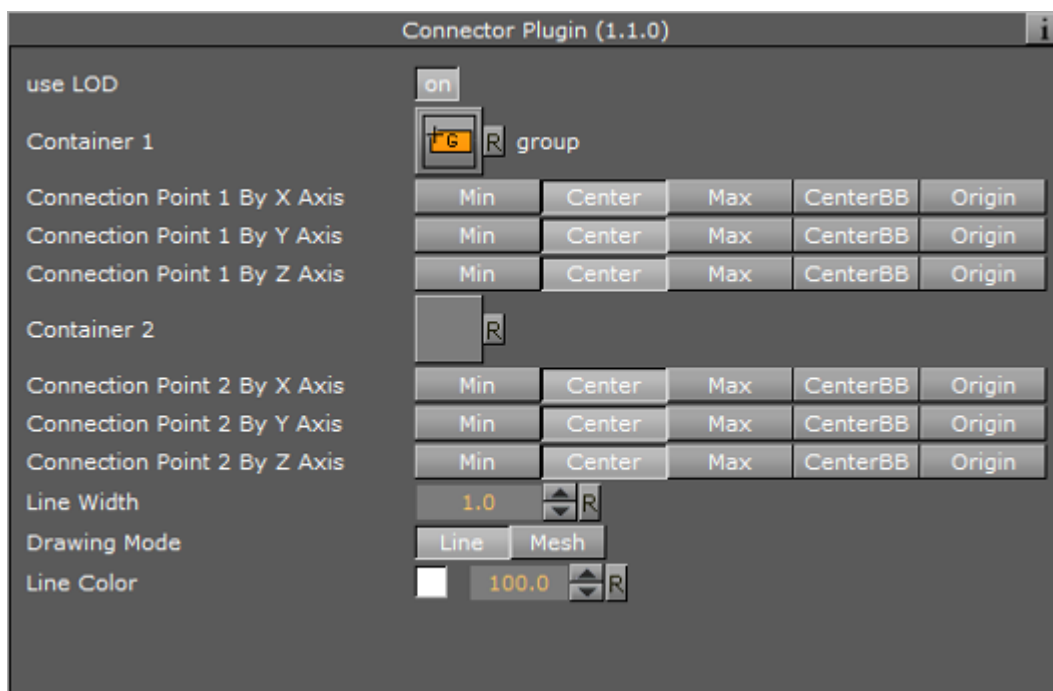 Connector Plugin (1.1.0) i
use LOD on
Container 1 G R group
Connection Point 1 By X Axis Min Center Max CenterBB Origin
Connection Point 1 By Y Axis Min Center Max CenterBB Origin
Connection Point 1 By Z Axis Min Center Max CenterBB Origin
Container 2 R
Connection Point 2 By X Axis Min Center Max CenterBB Origin
Connection Point 2 By Y Axis Min Center Max CenterBB Origin
Connection Point 2 By Z Axis Min Center Max CenterBB Origin
Line Width 1.0 R
Drawing Mode Line Mesh
Line Color 100.0 R